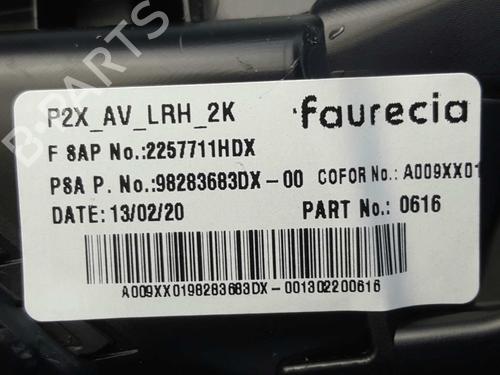 P2X_AV_LRH_2K
faurecia
F SAP No.:2257711HDX
PSA P. No.:98283683DX-00 COFOR No.: A009XX01
DATE: 13/02/20 PART No.: 0616
A009XX0198283683DX-001302200616
B-PARTS